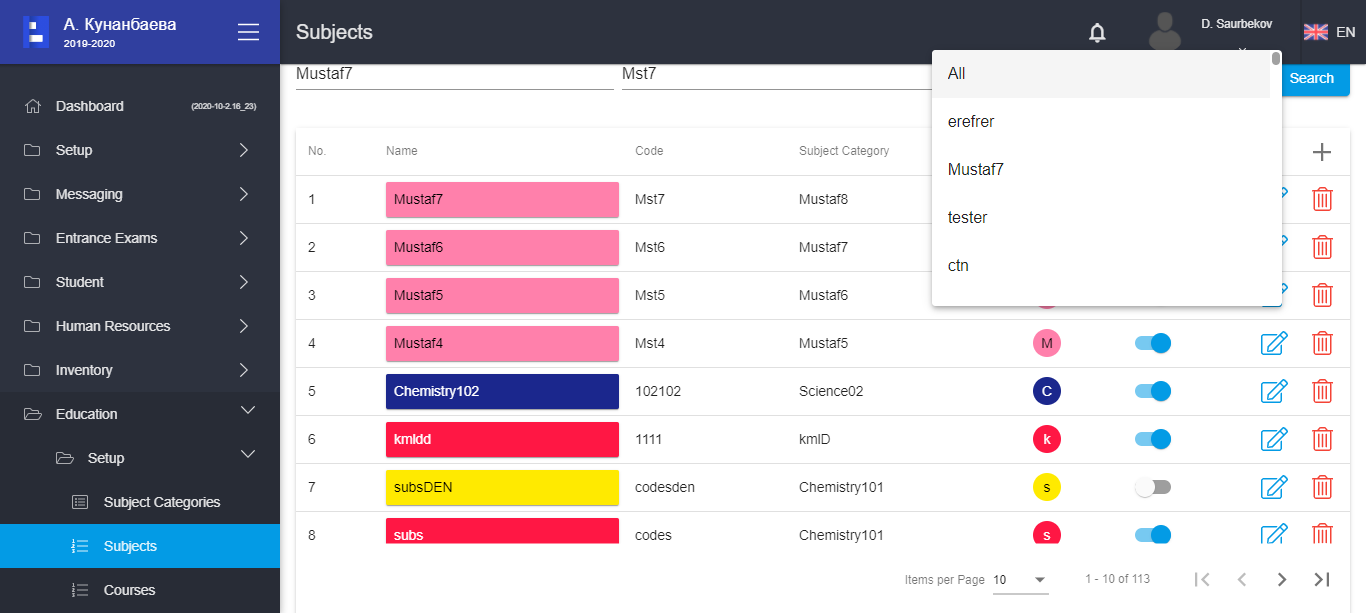 А. Кунанбаева
2019-2020
Subjects
D. Saurbekov
EN
Dashboard
(2020-10-2.16_23)
Setup
Messaging
Entrance Exams
Student
Human Resources
Inventory
Education
Setup
Subject Categories
Subjects
Courses
Mustaf7 Mst7 Search
All
erefrer
Mustaf7
tester
ctn
No. Name Code Subject Category
1 Mustaf7 Mst7 Mustaf8
2 Mustaf6 Mst6 Mustaf7
3 Mustaf5 Mst5 Mustaf6
4 Mustaf4 Mst4 Mustaf5 M
5 Chemistry102 102102 Science02 C
6 kmldd 1111 kmlD k
7 subsDEN codesden Chemistry101 s
8 subs codes Chemistry101 s
Items per Page 10 1 - 10 of 113